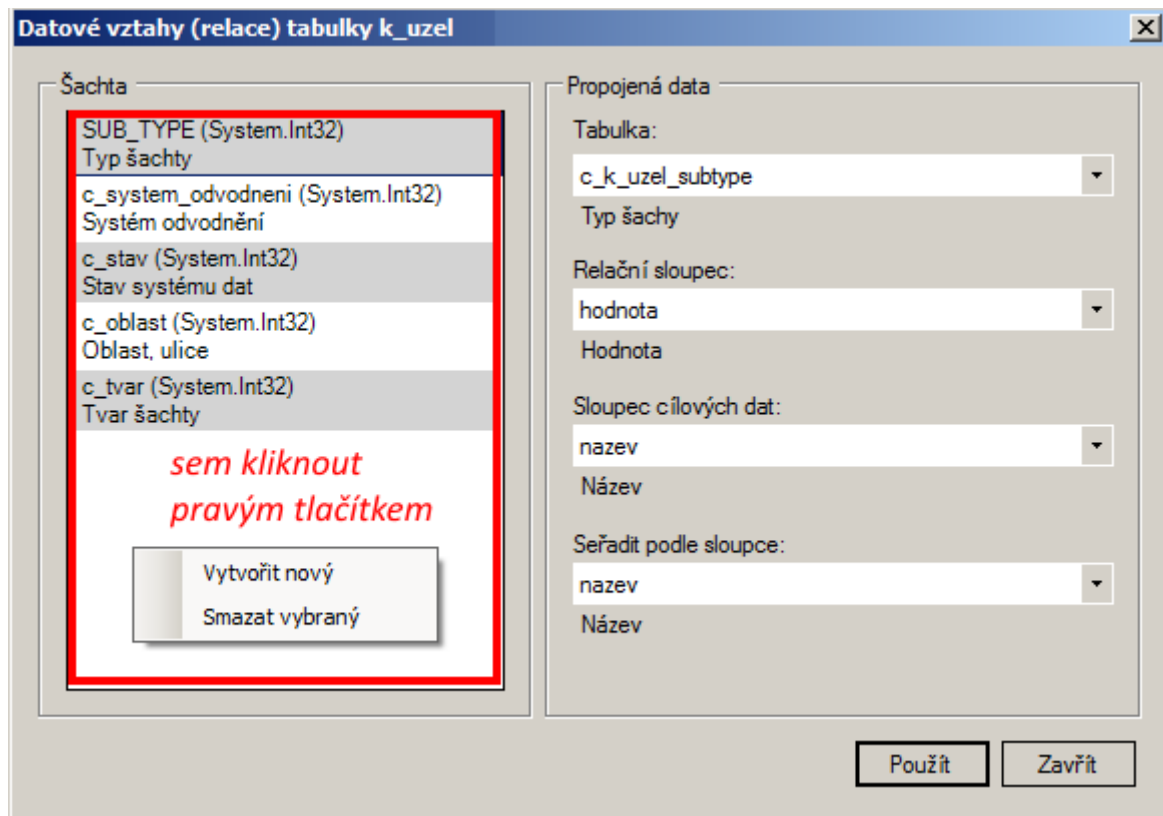 Datové vztahy (relace) tabulky k_uzel
Šachta
SUB_TYPE (System.Int32)
Typ šachty
c_system_odvodneni (System.Int32)
Systém odvodnění
c_stav (System.Int32)
Stav systému dat
c_oblast (System.Int32)
Oblast, ulice
c_tvar (System.Int32)
Tvar šachty
sem kliknout
pravým tlačítkem
Vytvořit nový
Smazat vybraný
Propojená data
Tabulka:
c_k_uzel_subtype
Typ šachy
Relační sloupec:
hodnota
Hodnota
Sloupec cílových dat:
nazev
Název
Seřadit podle sloupce:
nazev
Název
Použít
Zavřít